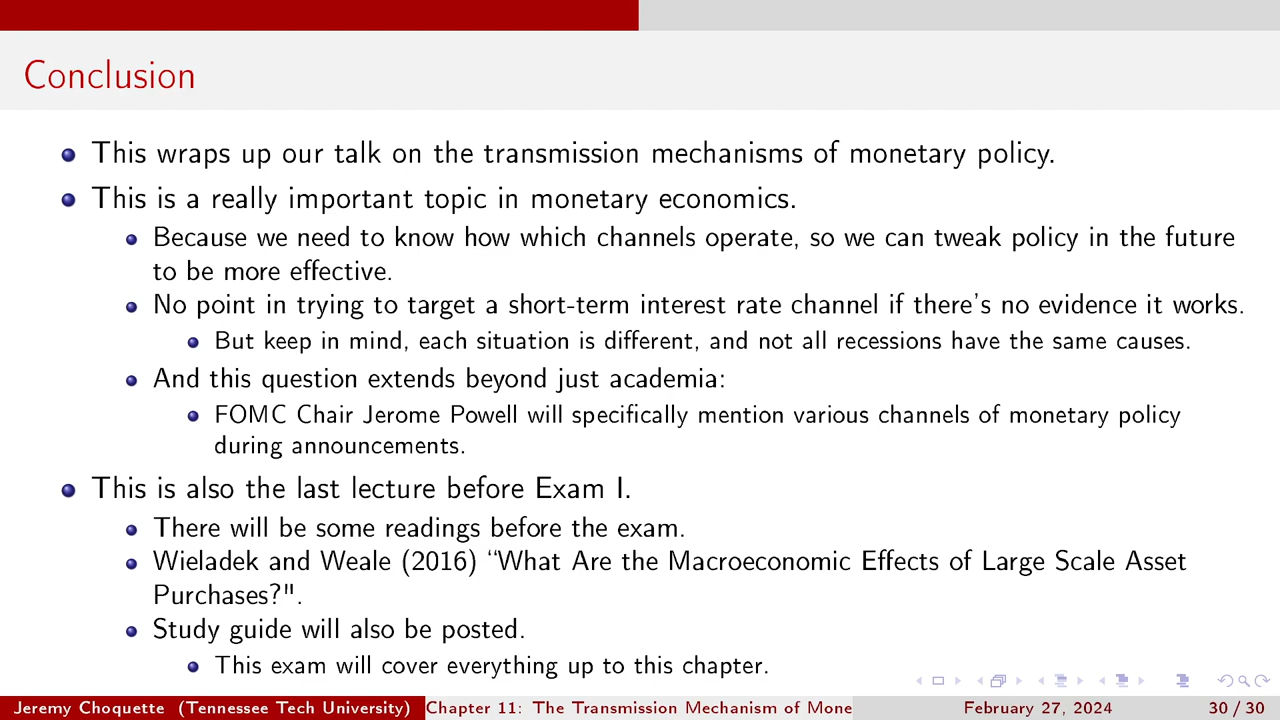 Conclusion
This wraps up our talk on the transmission mechanisms of monetary policy.
This is a really important topic in monetary economics.
Because we need to know how which channels operate, so we can tweak policy in the future
to be more effective.
No point in trying to target a short-term interest rate channel if there's no evidence it works.
But keep in mind, each situation is different, and not all recessions have the same causes.
And this question extends beyond just academia:
FOMC Chair Jerome Powell will specifically mention various channels of monetary policy
during announcements.
This is also the last lecture before Exam I.
There will be some readings before the exam.
Wieladek and Weale (2016) “What Are the Macroeconomic Effects of Large Scale Asset
Purchases?".
Study guide will also be posted.
This exam will cover everything up to this chapter.
Jeremy Choquette (Tennessee Tech University) Chapter 11: The Transmission Mechanism of Mone February 27, 2024 30 / 30